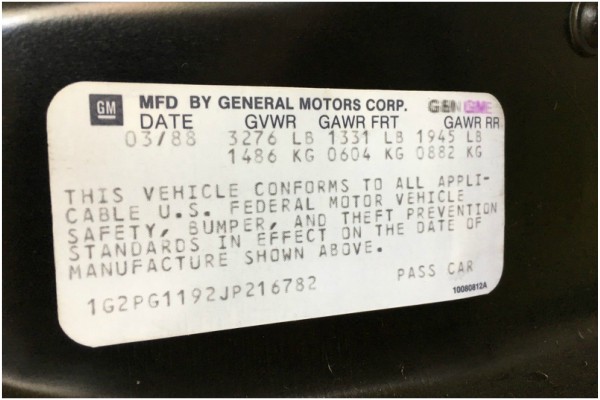 GM MFD BY GENERAL MOTORS CORP. GEN GME
DATE GVWR GAWR FRT GAWR RR
03/88 3276 LB 1331 LB 1945 LB
1486 KG 0604 KG 0882 KG
THIS VEHICLE CONFORMS TO ALL APPLI-
CABLE U.S. FEDERAL MOTOR VEHICLE
SAFETY, BUMPER, AND THEFT PREVENTION
STANDARDS IN EFFECT ON THE DATE OF
MANUFACTURE SHOWN ABOVE.
1G2PG1192JP216782 PASS CAR
10080812A